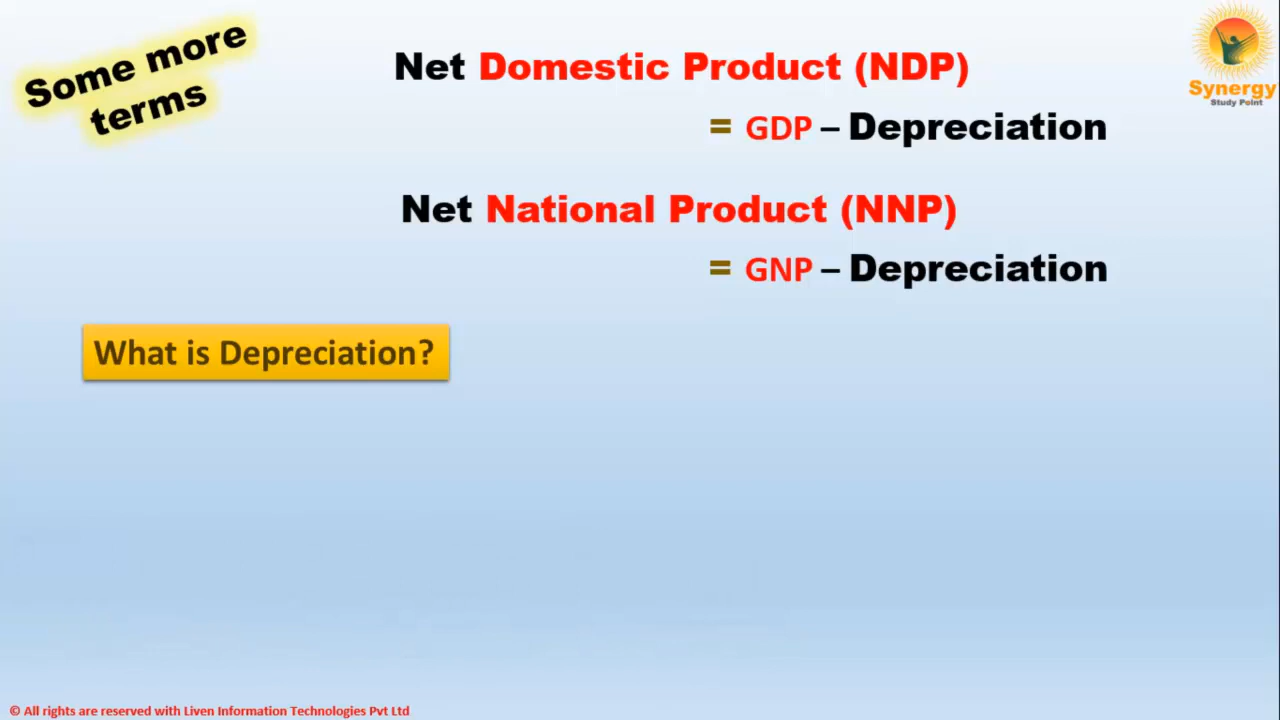 Some more
terms
Net Domestic Product (NDP)
= GDP – Depreciation
Net National Product (NNP)
= GNP – Depreciation
What is Depreciation?
Synergy
Study Point
© All rights are reserved with Liven Information Technologies Pvt Ltd